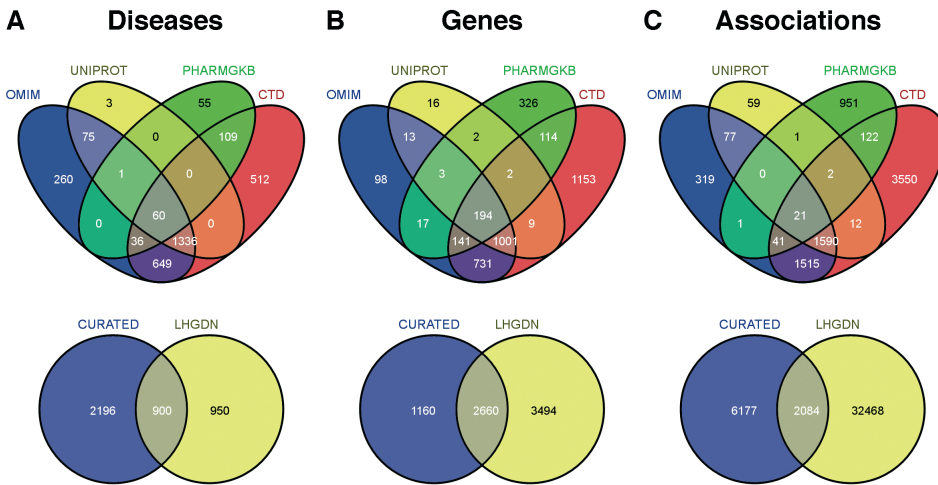 A Diseases
UNIPROT PHARMGKB
OMIM CTD
3 55
75 0 109
260 1 0 512
60
0 0
36 1336
649
CURATED LHGDN
2196 900 950
B Genes
UNIPROT PHARMGKB
OMIM CTD
16 326
13 2 114
98 3 2 1153
194
17 9
141 1001
731
CURATED LHGDN
1160 2660 3494
C Associations
UNIPROT PHARMGKB
OMIM CTD
59 951
77 1 122
319 0 2 3550
21
1 12
41 1590
1515
CURATED LHGDN
6177 2084 32468